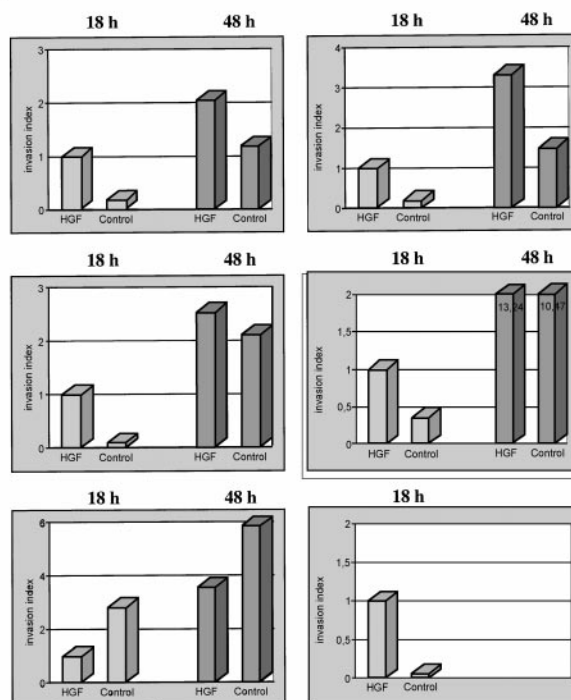 18 h 48 h
3
2
1
0
invasion index
HGF Control HGF Control
18 h 48 h
4
3
2
1
0
invasion index
HGF Control HGF Control
18 h 48 h
3
2
1
0
invasion index
HGF Control HGF Control
18 h 48 h
2
1,5
1
0,5
0
invasion index
13,24 10,47
HGF Control HGF Control
18 h 48 h
6
4
2
0
invasion index
HGF Control HGF Control
18 h
2
1,5
1
0,5
0
invasion index
HGF Control